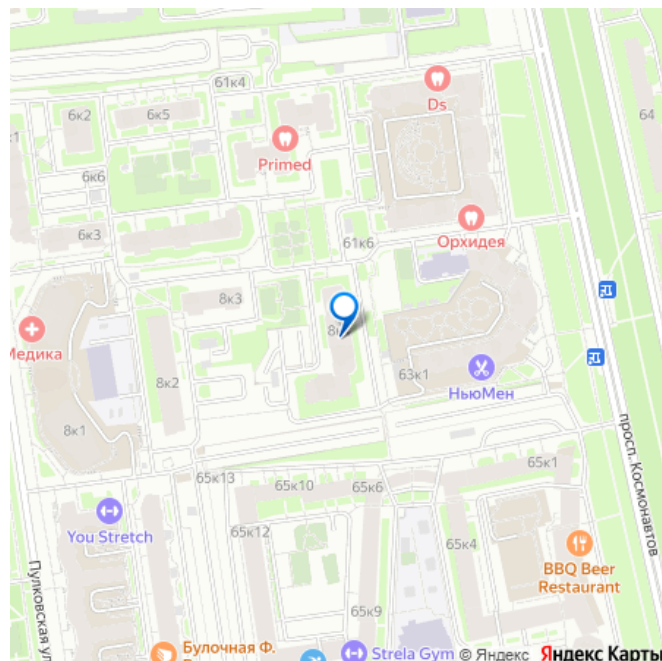 61к4
Ds
6к2
6к5
64
Primed
6к6
6к3
Орхидея
61к6
8к3
Медика
8к2
63к1
НьюМен
8к1
просп. Космонавтов
65к13
65к10
65к6
65к1
You Stretch
65к12
65к4
BBQ Beer
Restaurant
Пулковская ул
65к9
Булочная Ф.
Strela Gym
© Яндекс Яндекс Карты